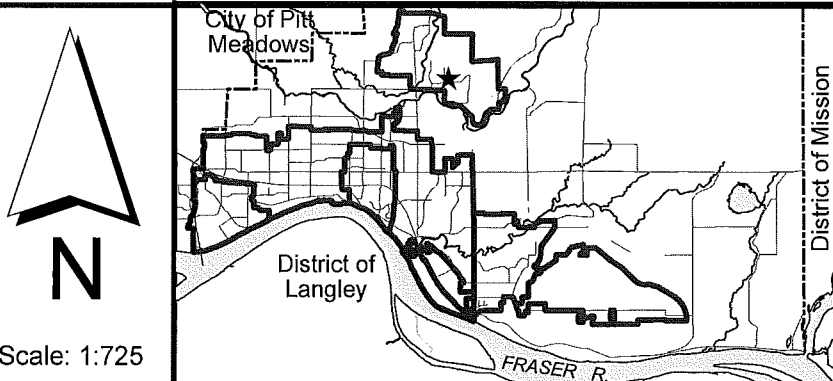 City of Pitt
Meadows
District of Mission
District of
Langley
N
Scale: 1:725
FRASER R.